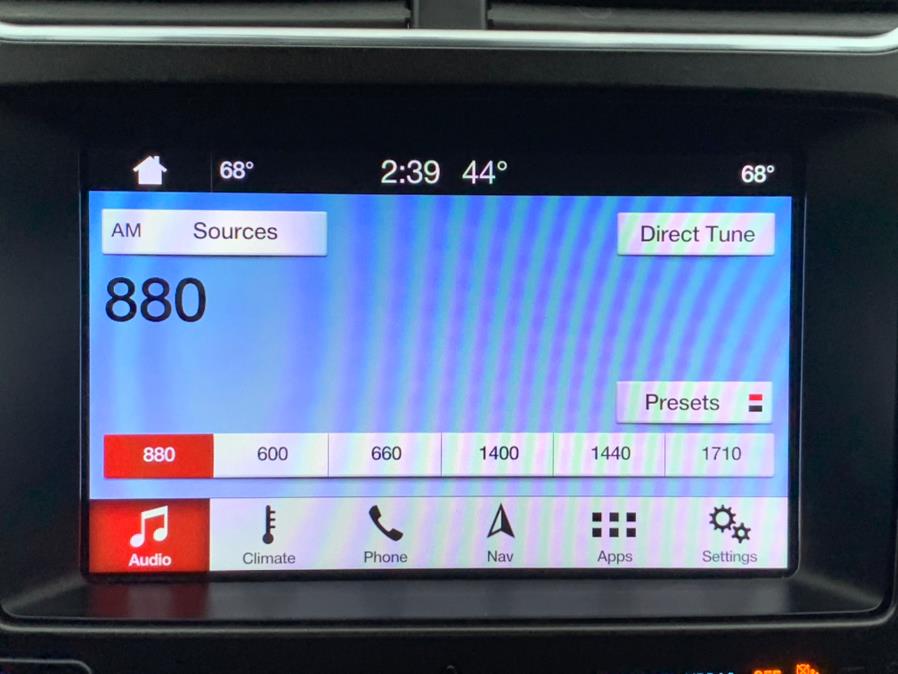 68° 2:39 44° 68°
AM Sources Direct Tune
880
Presets
880 600 660 1400 1440 1710
Audio Climate Phone Nav Apps Settings
OFF